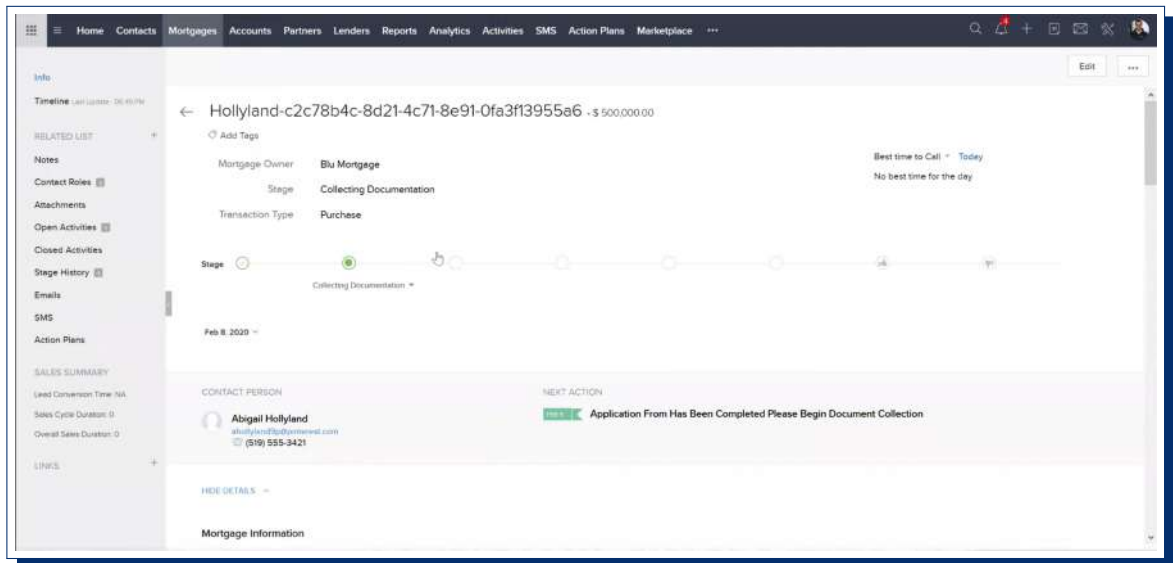 Home Contacts Mortgages Accounts Partners Lenders Reports Analytics Activities SMS Action Plans Marketplace ...
Info
Edit ...
Timeline Last Update : 06:45 PM
Hollyland-c2c78b4c-8d21-4c71-8e91-0fa3f13955a6 - $ 500,000.00
Add Tags
RELATED LIST +
Notes
Contact Roles
Attachments
Open Activities
Closed Activities
Stage History
Emails
SMS
Action Plans
Mortgage Owner Blu Mortgage
Stage Collecting Documentation
Transaction Type Purchase
Best time to Call Today
No best time for the day
Stage
Collecting Documentation
Feb 8, 2020
SALES SUMMARY
Lead Conversion Time: NA
Sales Cycle Duration: 0
Overall Sales Duration: 0
LINKS +
CONTACT PERSON
Abigail Hollyland
(519) 555-3421
NEXT ACTION
Application From Has Been Completed Please Begin Document Collection
HIDE DETAILS
Mortgage Information